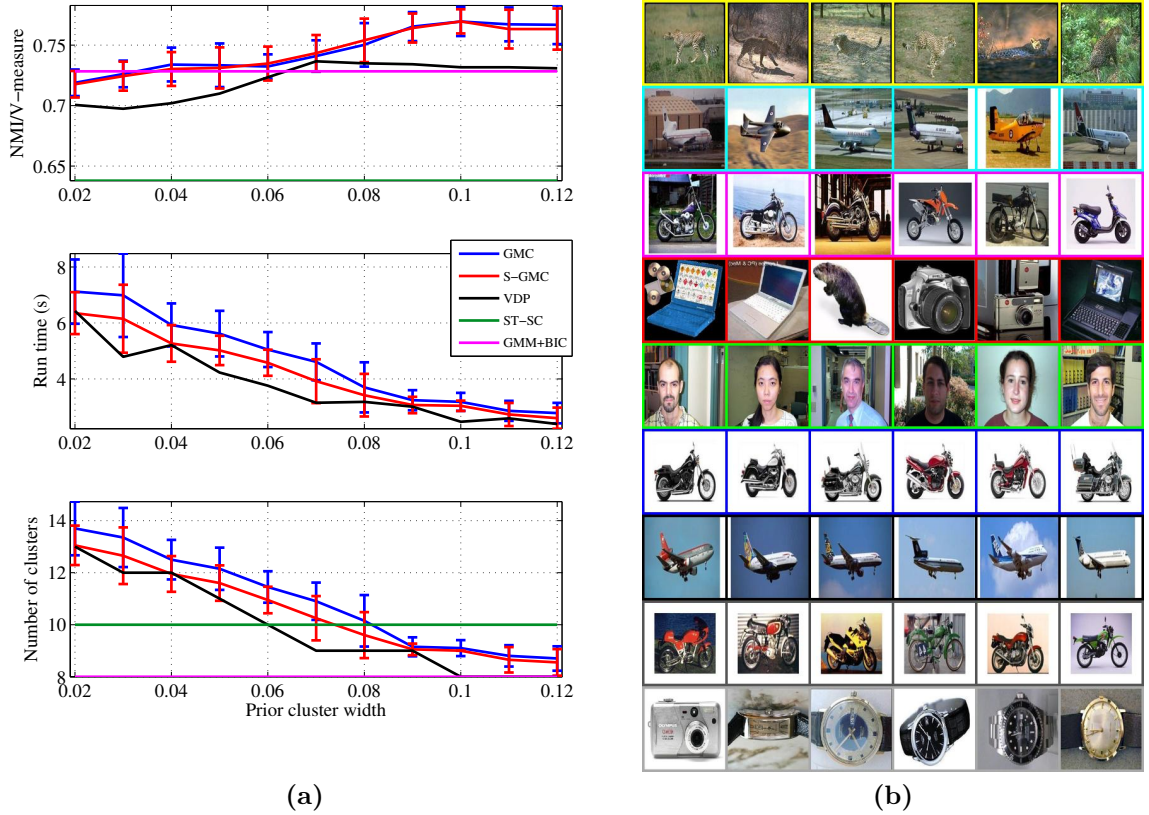 NMI/V−measure
0.75
0.7
0.65
0.02 0.04 0.06 0.08 0.1 0.12
Run time (s)
8
6
4
0.02 0.04 0.06 0.08 0.1 0.12
GMC
S−GMC
VDP
ST−SC
GMM+BIC
Number of clusters
14
12
10
8
0.02 0.04 0.06 0.08 0.1 0.12
Prior cluster width
(a)
(b)